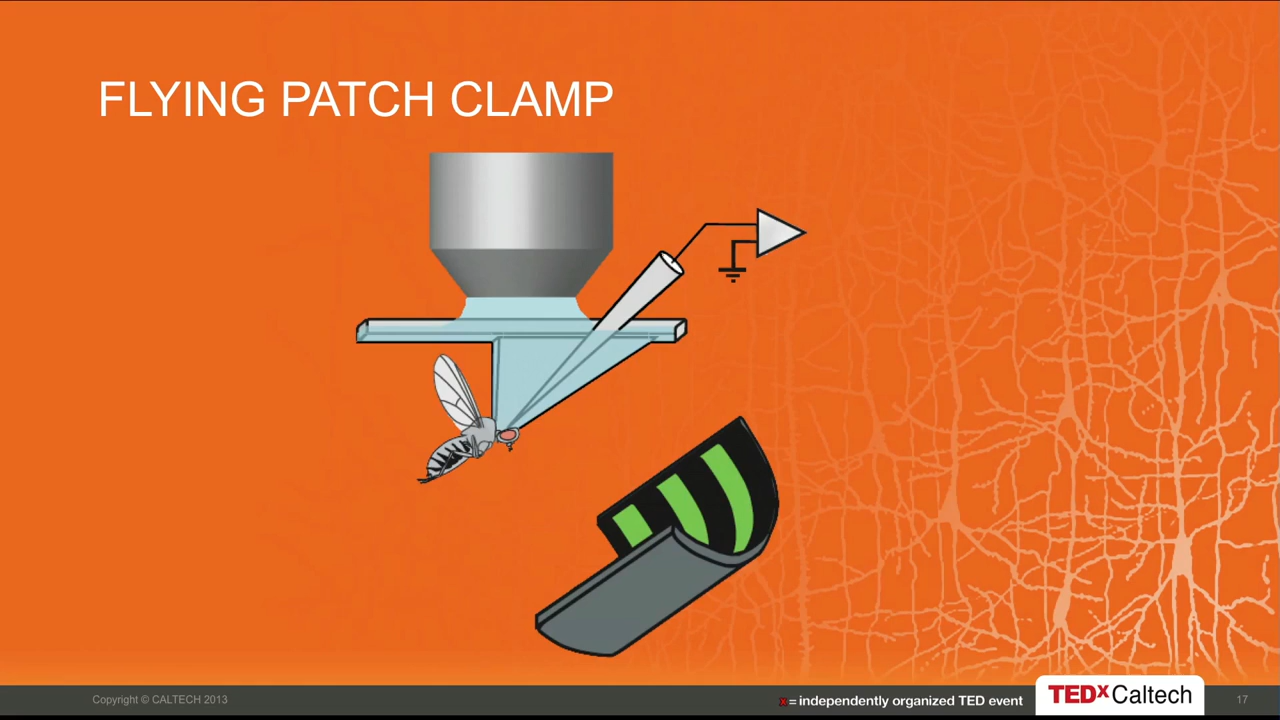 FLYING PATCH CLAMP
Copyright © CALTECH 2013
x = independently organized TED event
TEDxCaltech
17